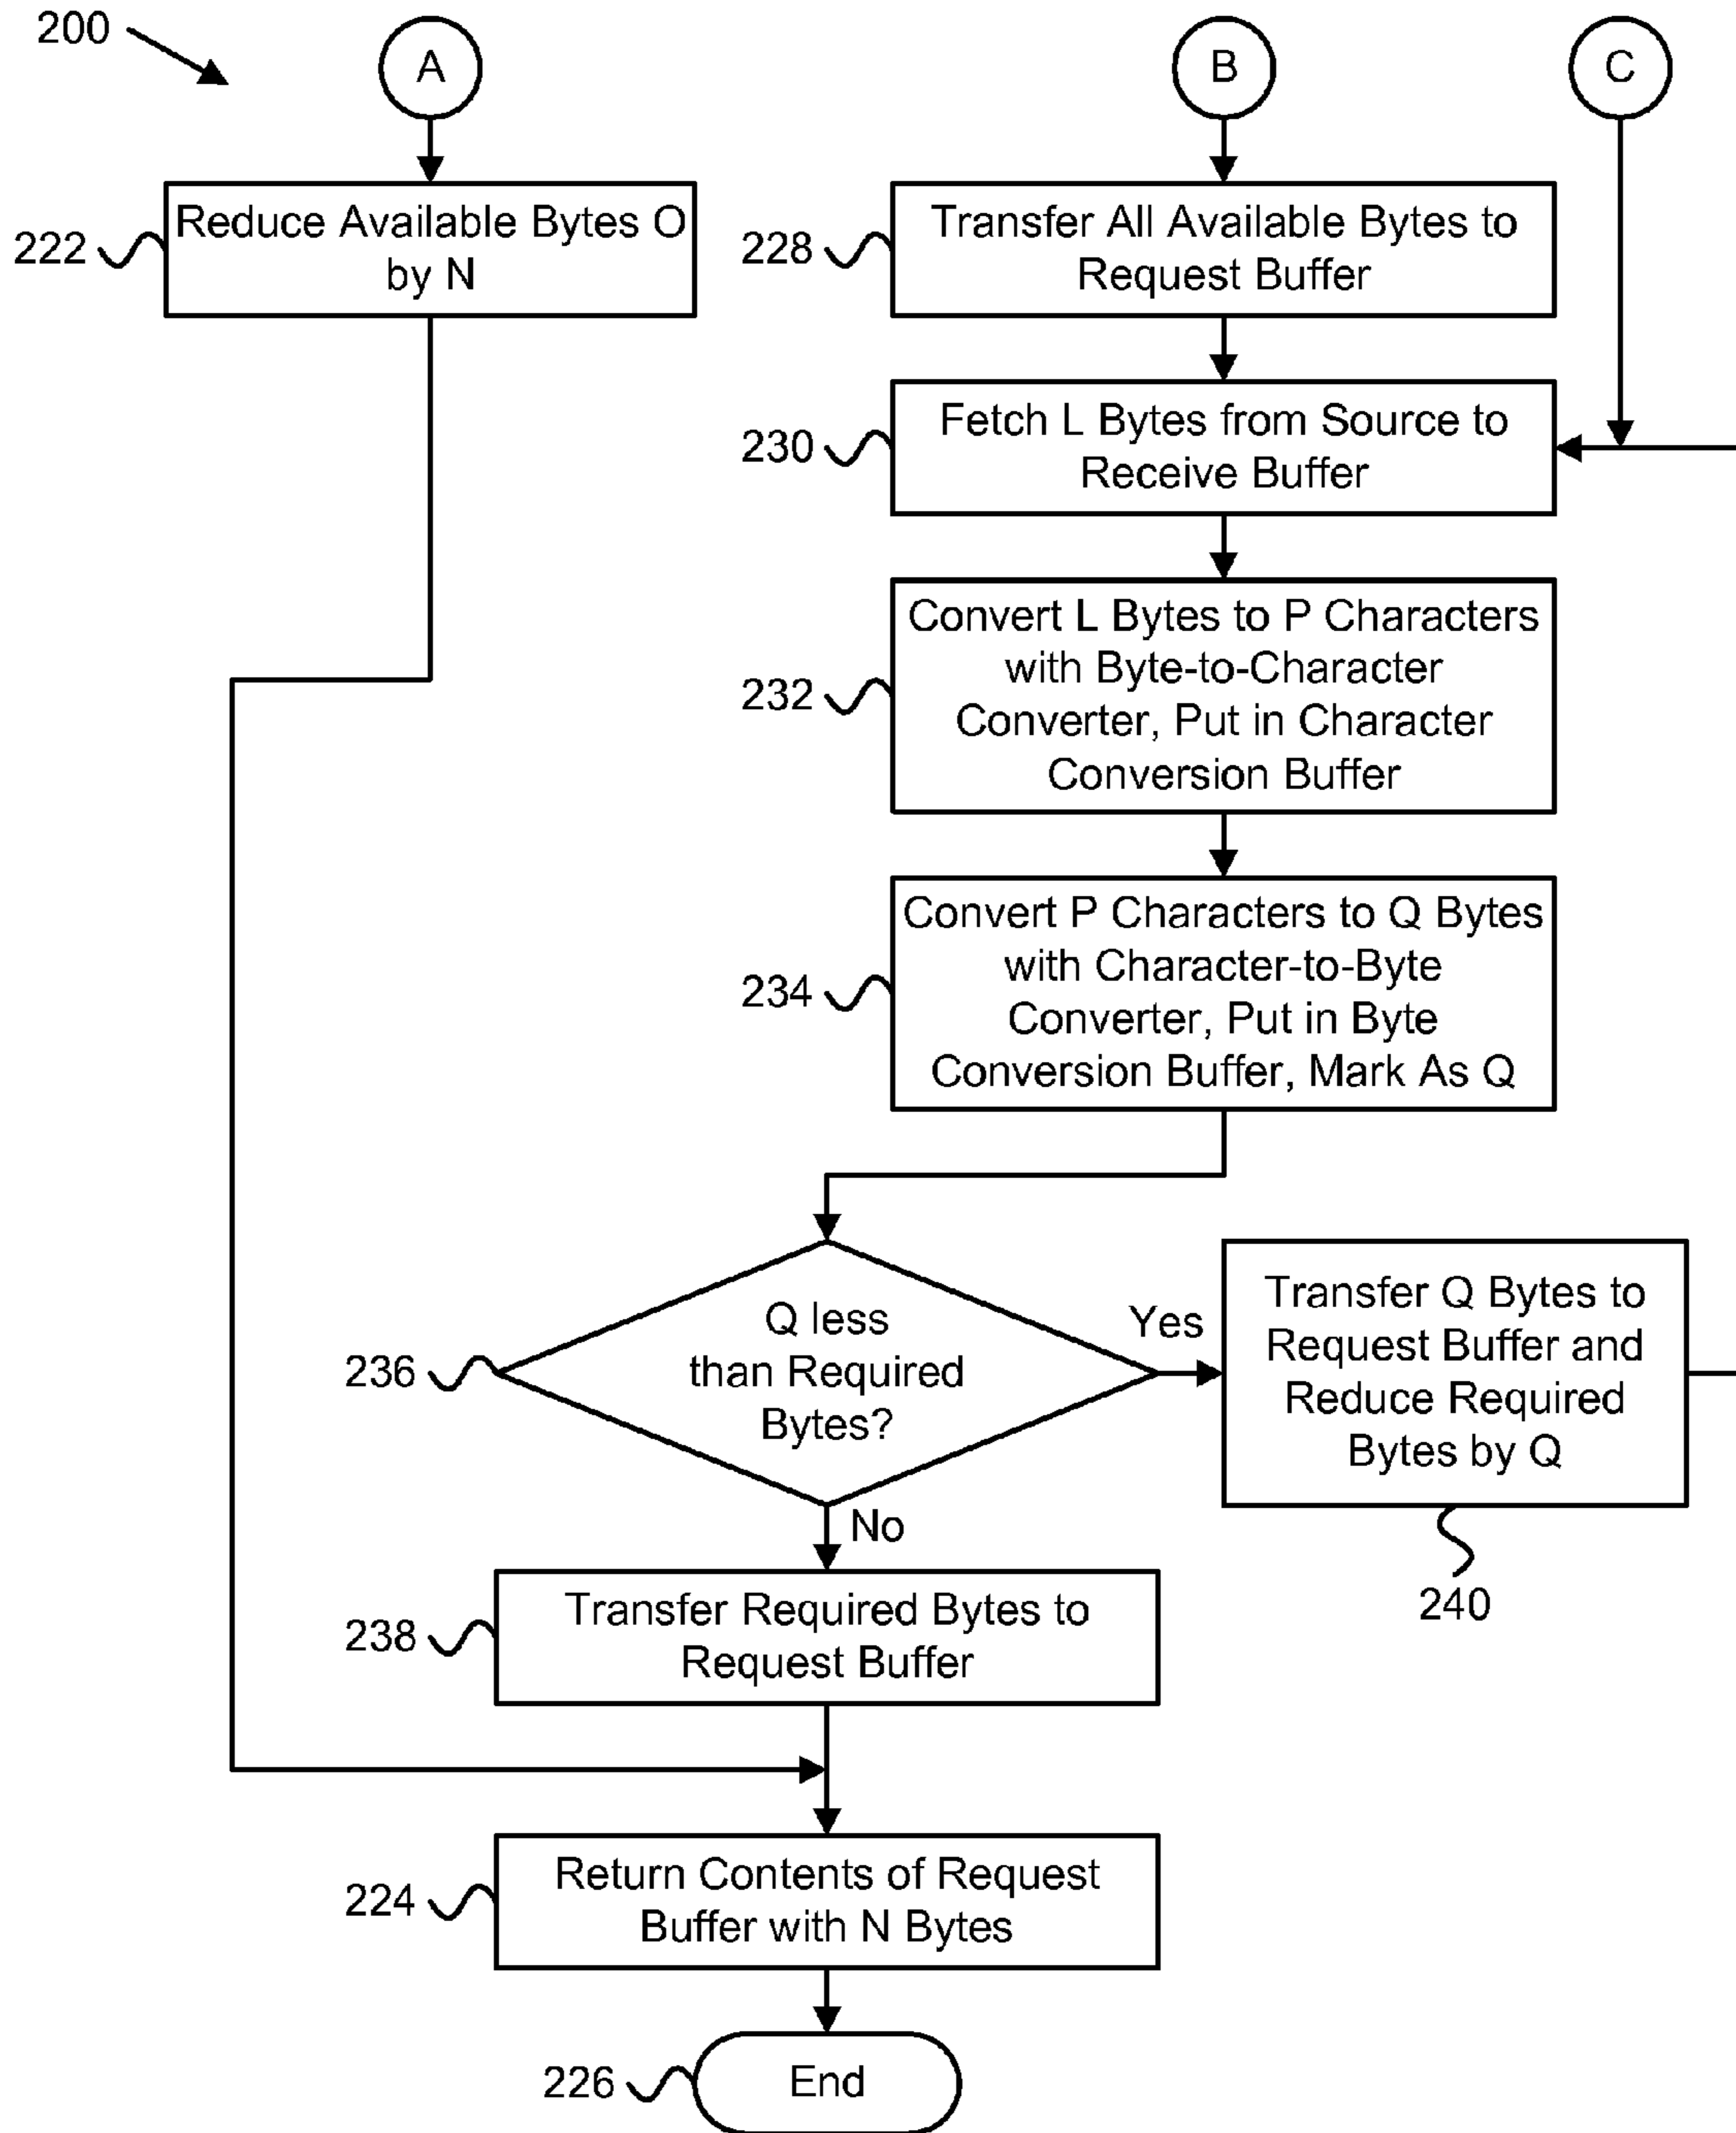 200
A
B
C
222
Reduce Available Bytes O
by N
228
Transfer All Available Bytes to
Request Buffer
230
Fetch L Bytes from Source to
Receive Buffer
232
Convert L Bytes to P Characters
with Byte-to-Character
Converter, Put in Character
Conversion Buffer
234
Convert P Characters to Q Bytes
with Character-to-Byte
Converter, Put in Byte
Conversion Buffer, Mark As Q
236
Q less
than Required
Bytes?
Yes
Transfer Q Bytes to
Request Buffer and
Reduce Required
Bytes by Q
240
No
238
Transfer Required Bytes to
Request Buffer
224
Return Contents of Request
Buffer with N Bytes
226
End